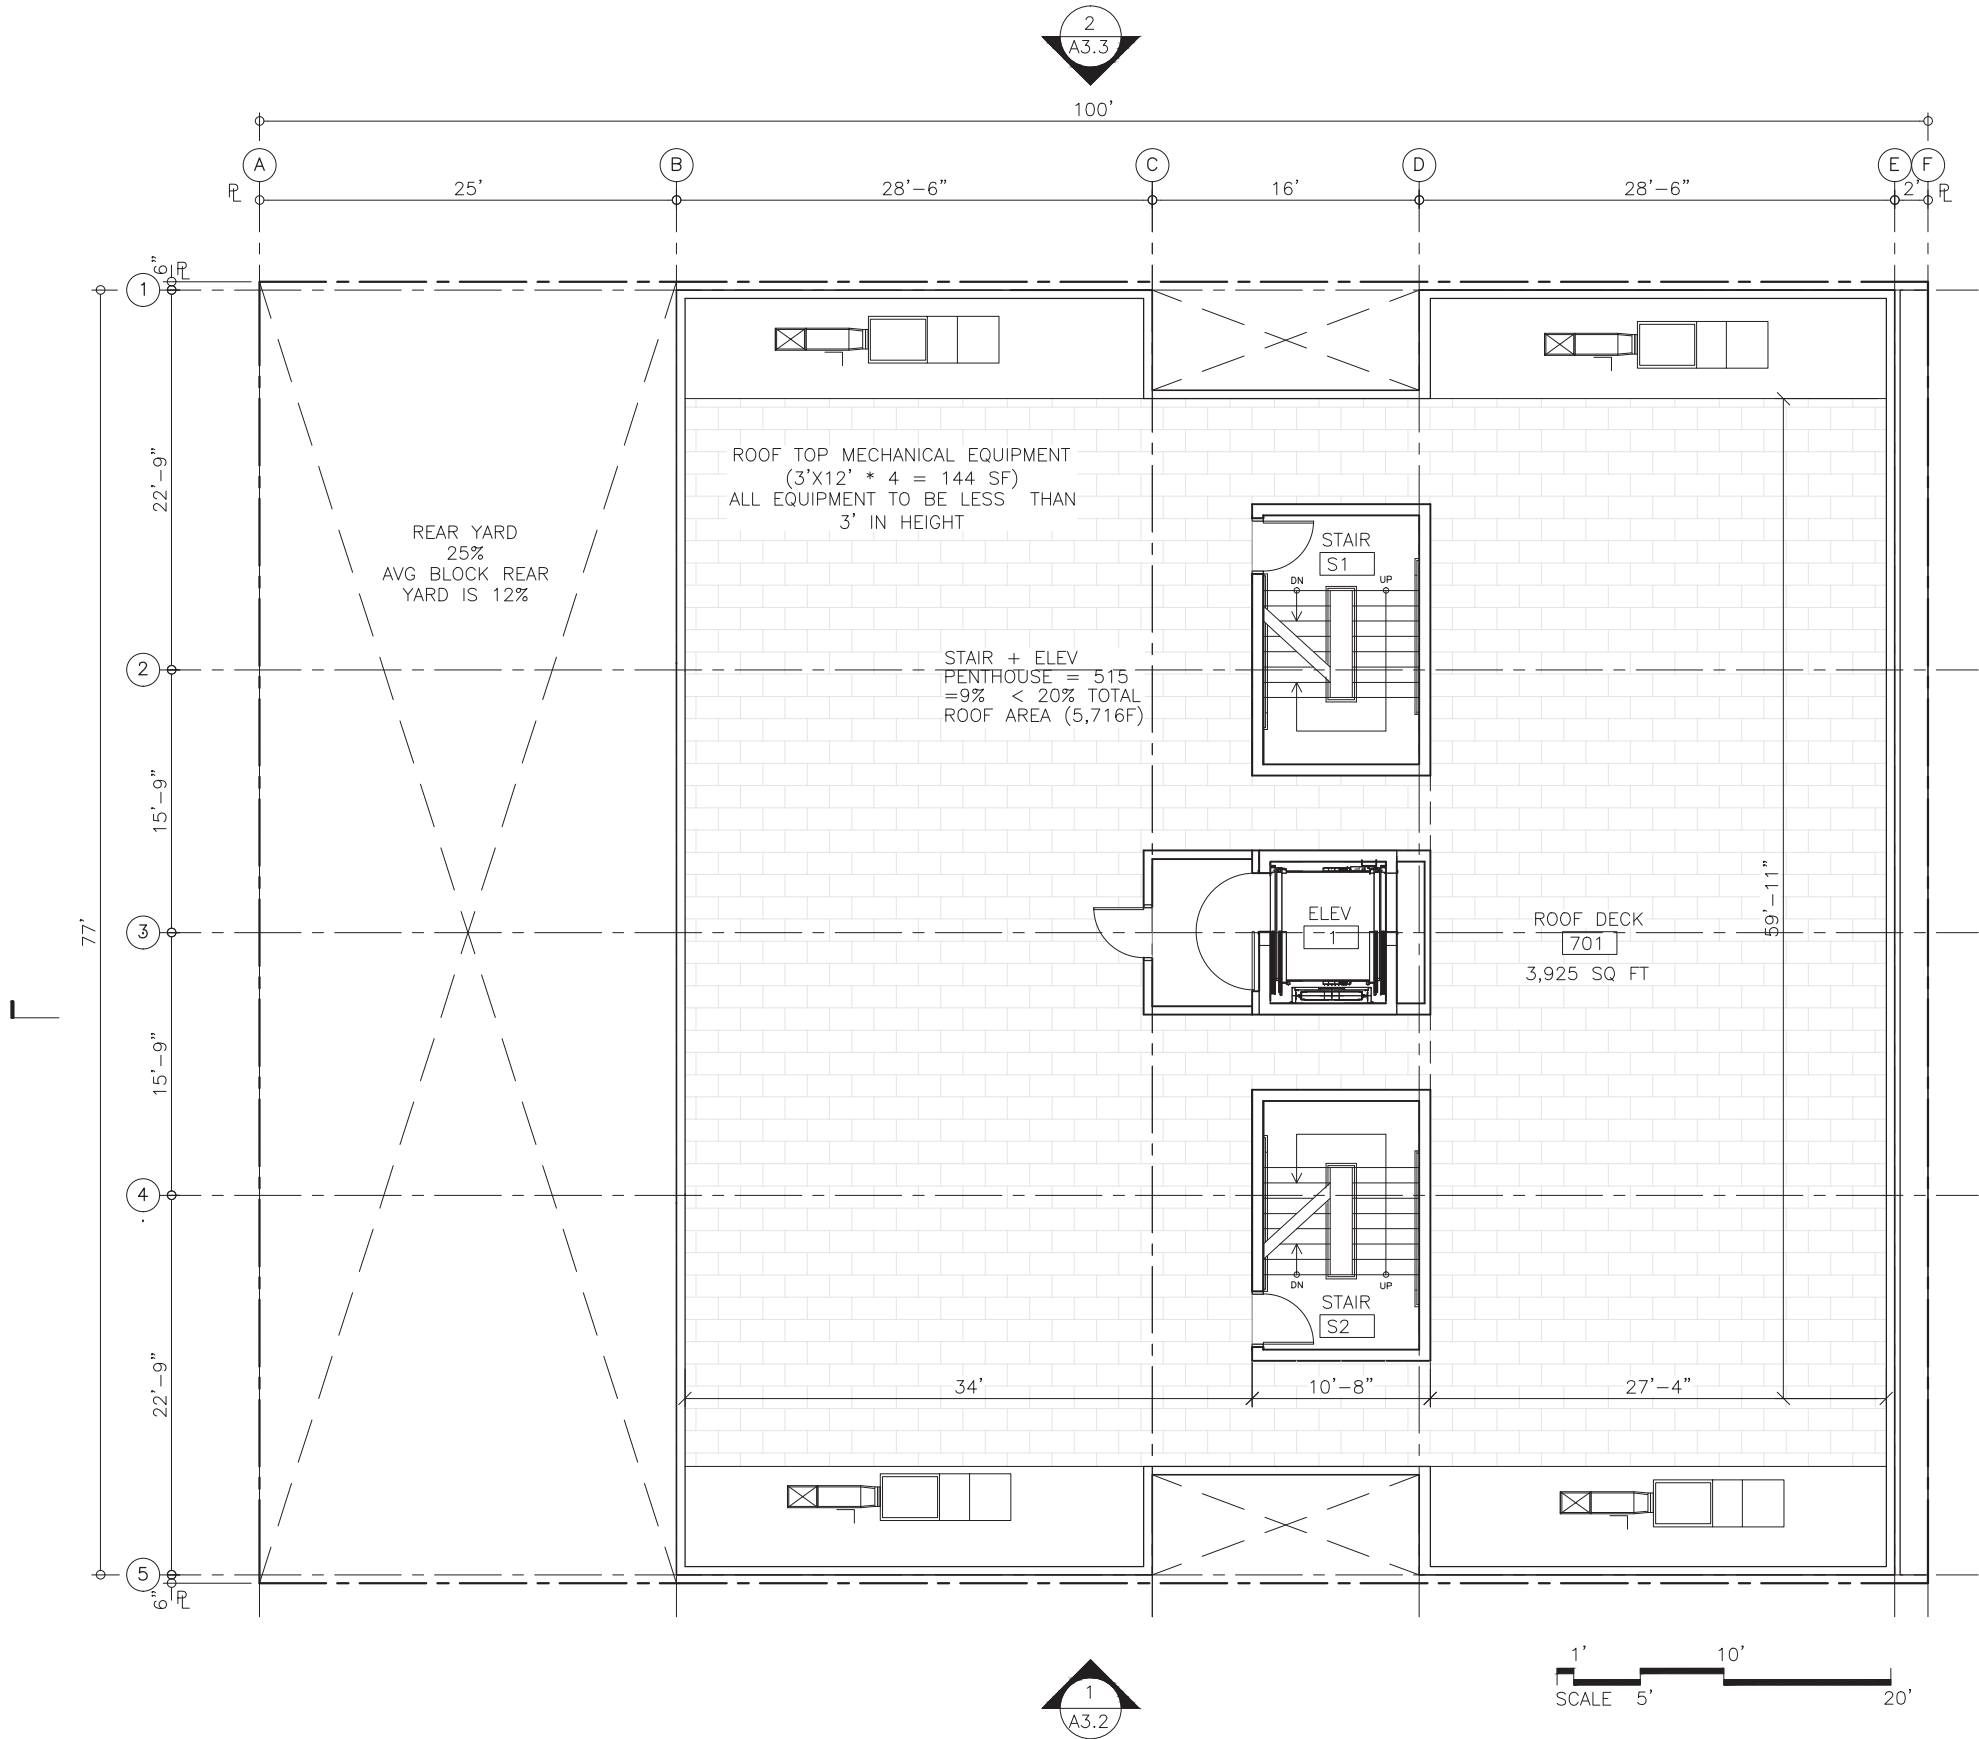 2
A3.3
100'
A
B
C
D
E
F
25'
28'-6"
16'
28'-6"
2'
6"
1
ROOF TOP MECHANICAL EQUIPMENT
(3'X12' * 4 = 144 SF)
ALL EQUIPMENT TO BE LESS THAN
3' IN HEIGHT
22'-9"
REAR YARD
25%
AVG BLOCK REAR
YARD IS 12%
STAIR
S1
DN
UP
2
STAIR + ELEV
PENTHOUSE = 515
=9% < 20% TOTAL
ROOF AREA (5,716F)
15'-9"
77'
3
ELEV
1
59'-11"
ROOF DECK
701
3,925 SQ FT
15'-9"
4
DN
UP
STAIR
S2
22'-9"
34'
10'-8"
27'-4"
5
6"
1
A3.2
1'
10'
SCALE
5'
20'